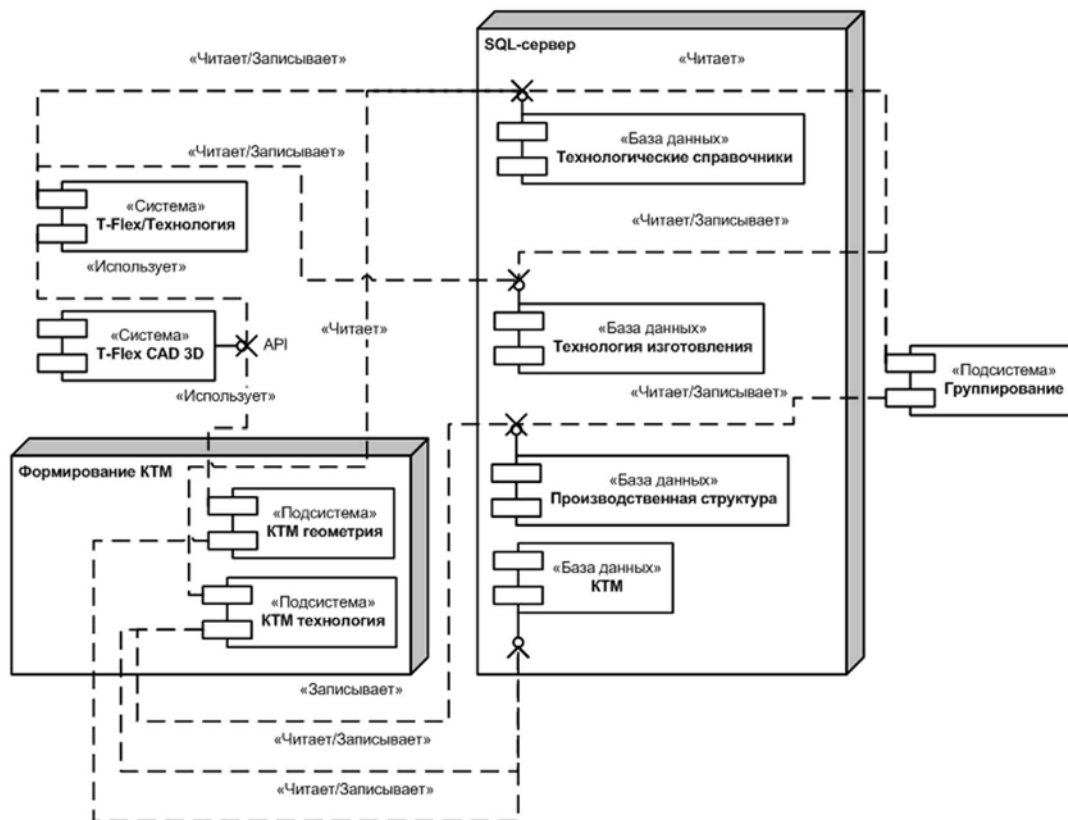 SQL-сервер
«Читает/Записывает»
«Читает»
«База данных»
Технологические справочники
«Читает/Записывает»
«Система»
T-Flex/Технология
«Читает/Записывает»
«Использует»
«База данных»
Технология изготовления
«Система»
T-Flex CAD 3D
API
«Читает»
«Подсистема»
Группирование
«Использует»
«Читает/Записывает»
Формирование КТМ
«База данных»
Производственная структура
«Подсистема»
КТМ геометрия
«База данных»
КТМ
«Подсистема»
КТМ технология
«Записывает»
«Читает/Записывает»
«Читает/Записывает»